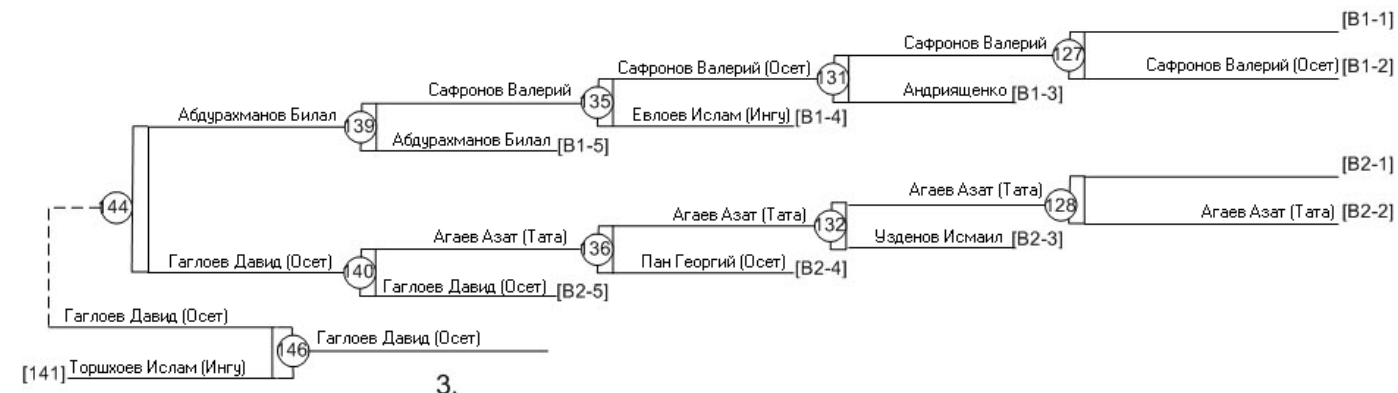 [B1-1]
Сафронов Валерий
127
Сафронов Валерий (Осет) [B1-2]
Сафронов Валерий (Осет)
131
Андриященко [B1-3]
Сафронов Валерий
135
Евлоев Ислам (Ингу) [B1-4]
Абдурахманов Билал
139
Абдурахманов Билал [B1-5]
[B2-1]
Агаев Азат (Тата)
128
Агаев Азат (Тата) [B2-2]
Агаев Азат (Тата)
132
Узденов Исмаил [B2-3]
144
Агаев Азат (Тата)
136
Пан Георгий (Осет) [B2-4]
Гаглоев Давид (Осет)
140
Гаглоев Давид (Осет) [B2-5]
Гаглоев Давид (Осет)
146
Гаглоев Давид (Осет)
[141] Торшхоев Ислам (Ингу)
3.